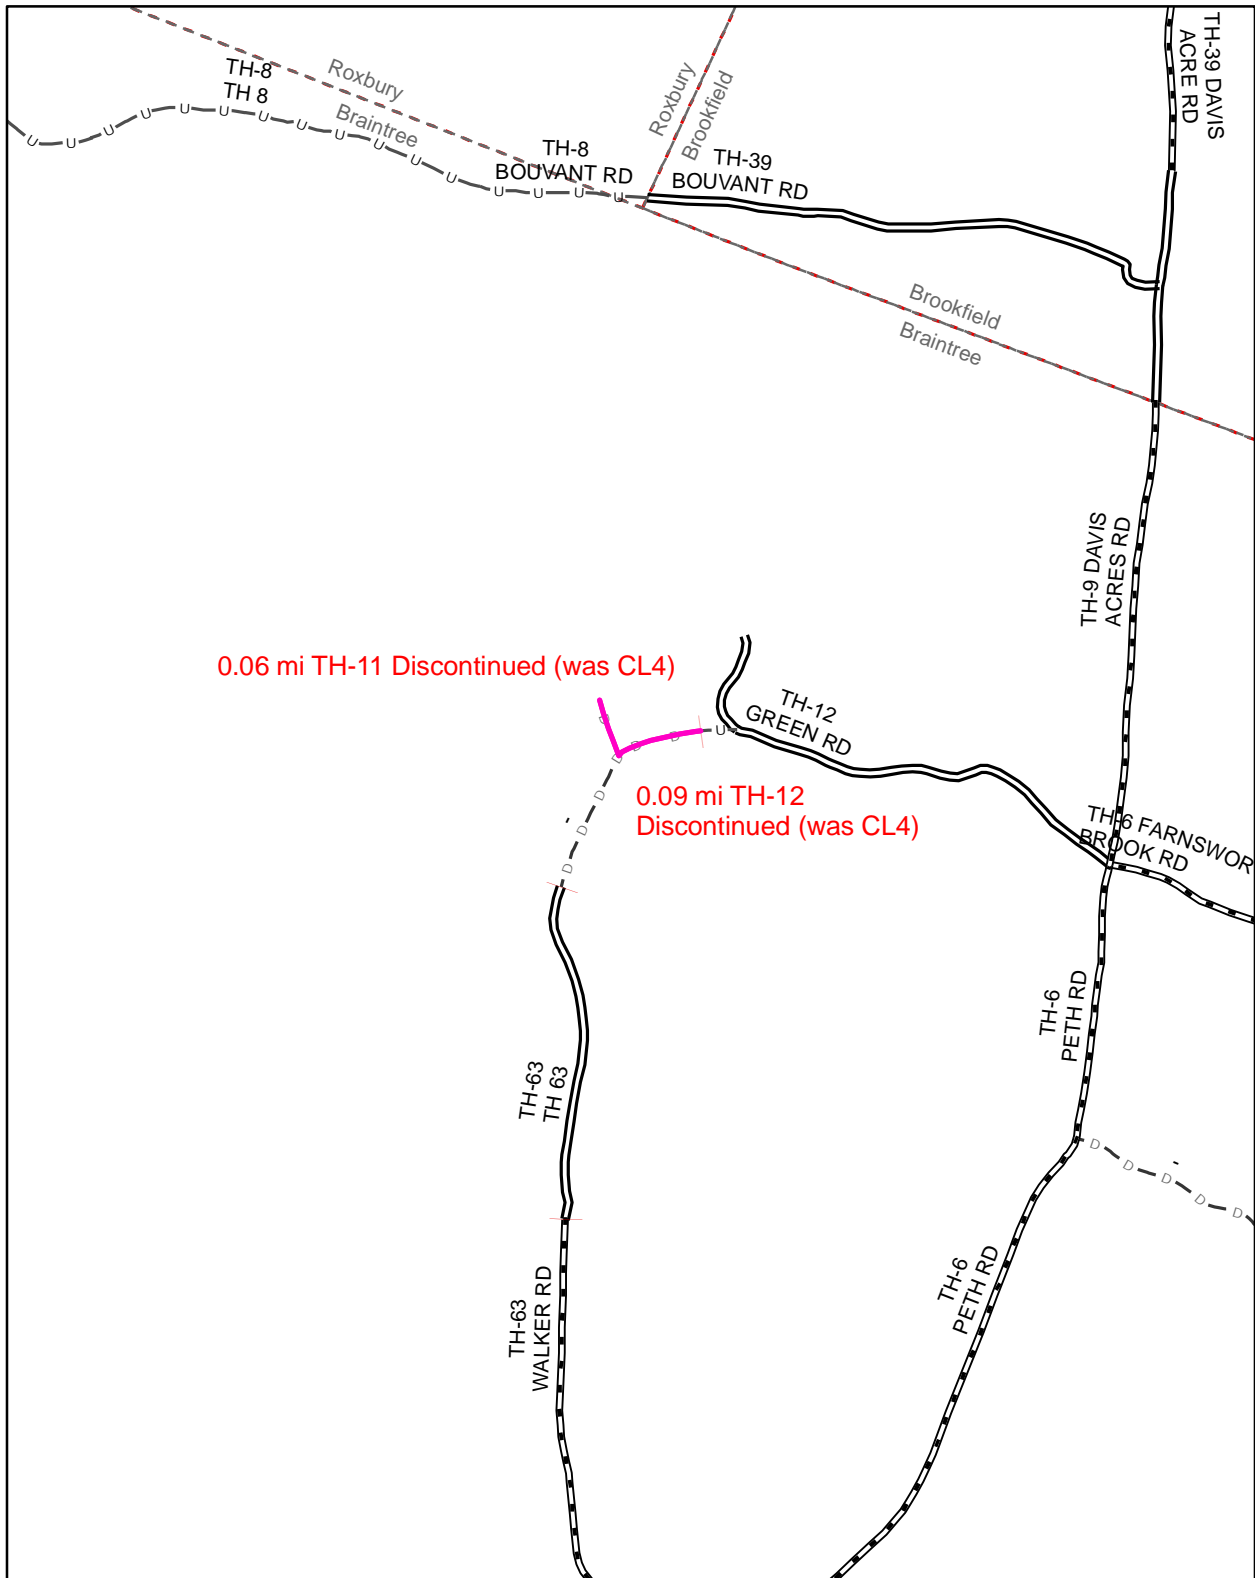 TH-39 DAVIS
ACRE RD
TH-8
TH 8
Roxbury
Braintree
Roxbury
Brookfield
TH-8
BOUVANT RD
TH-39
BOUVANT RD
U U U U U U U U U U U U U U U U
Brookfield
Braintree
TH-9 DAVIS
ACRES RD
0.06 mi TH-11 Discontinued (was CL4)
TH-12
GREEN RD
D D D D U
0.09 mi TH-12
Discontinued (was CL4)
D D D
TH-6 FARNSWOR
BROOK RD
TH-6
PETH RD
TH-63
TH 63
D D D D D
TH-6
PETH RD
TH-63
WALKER RD